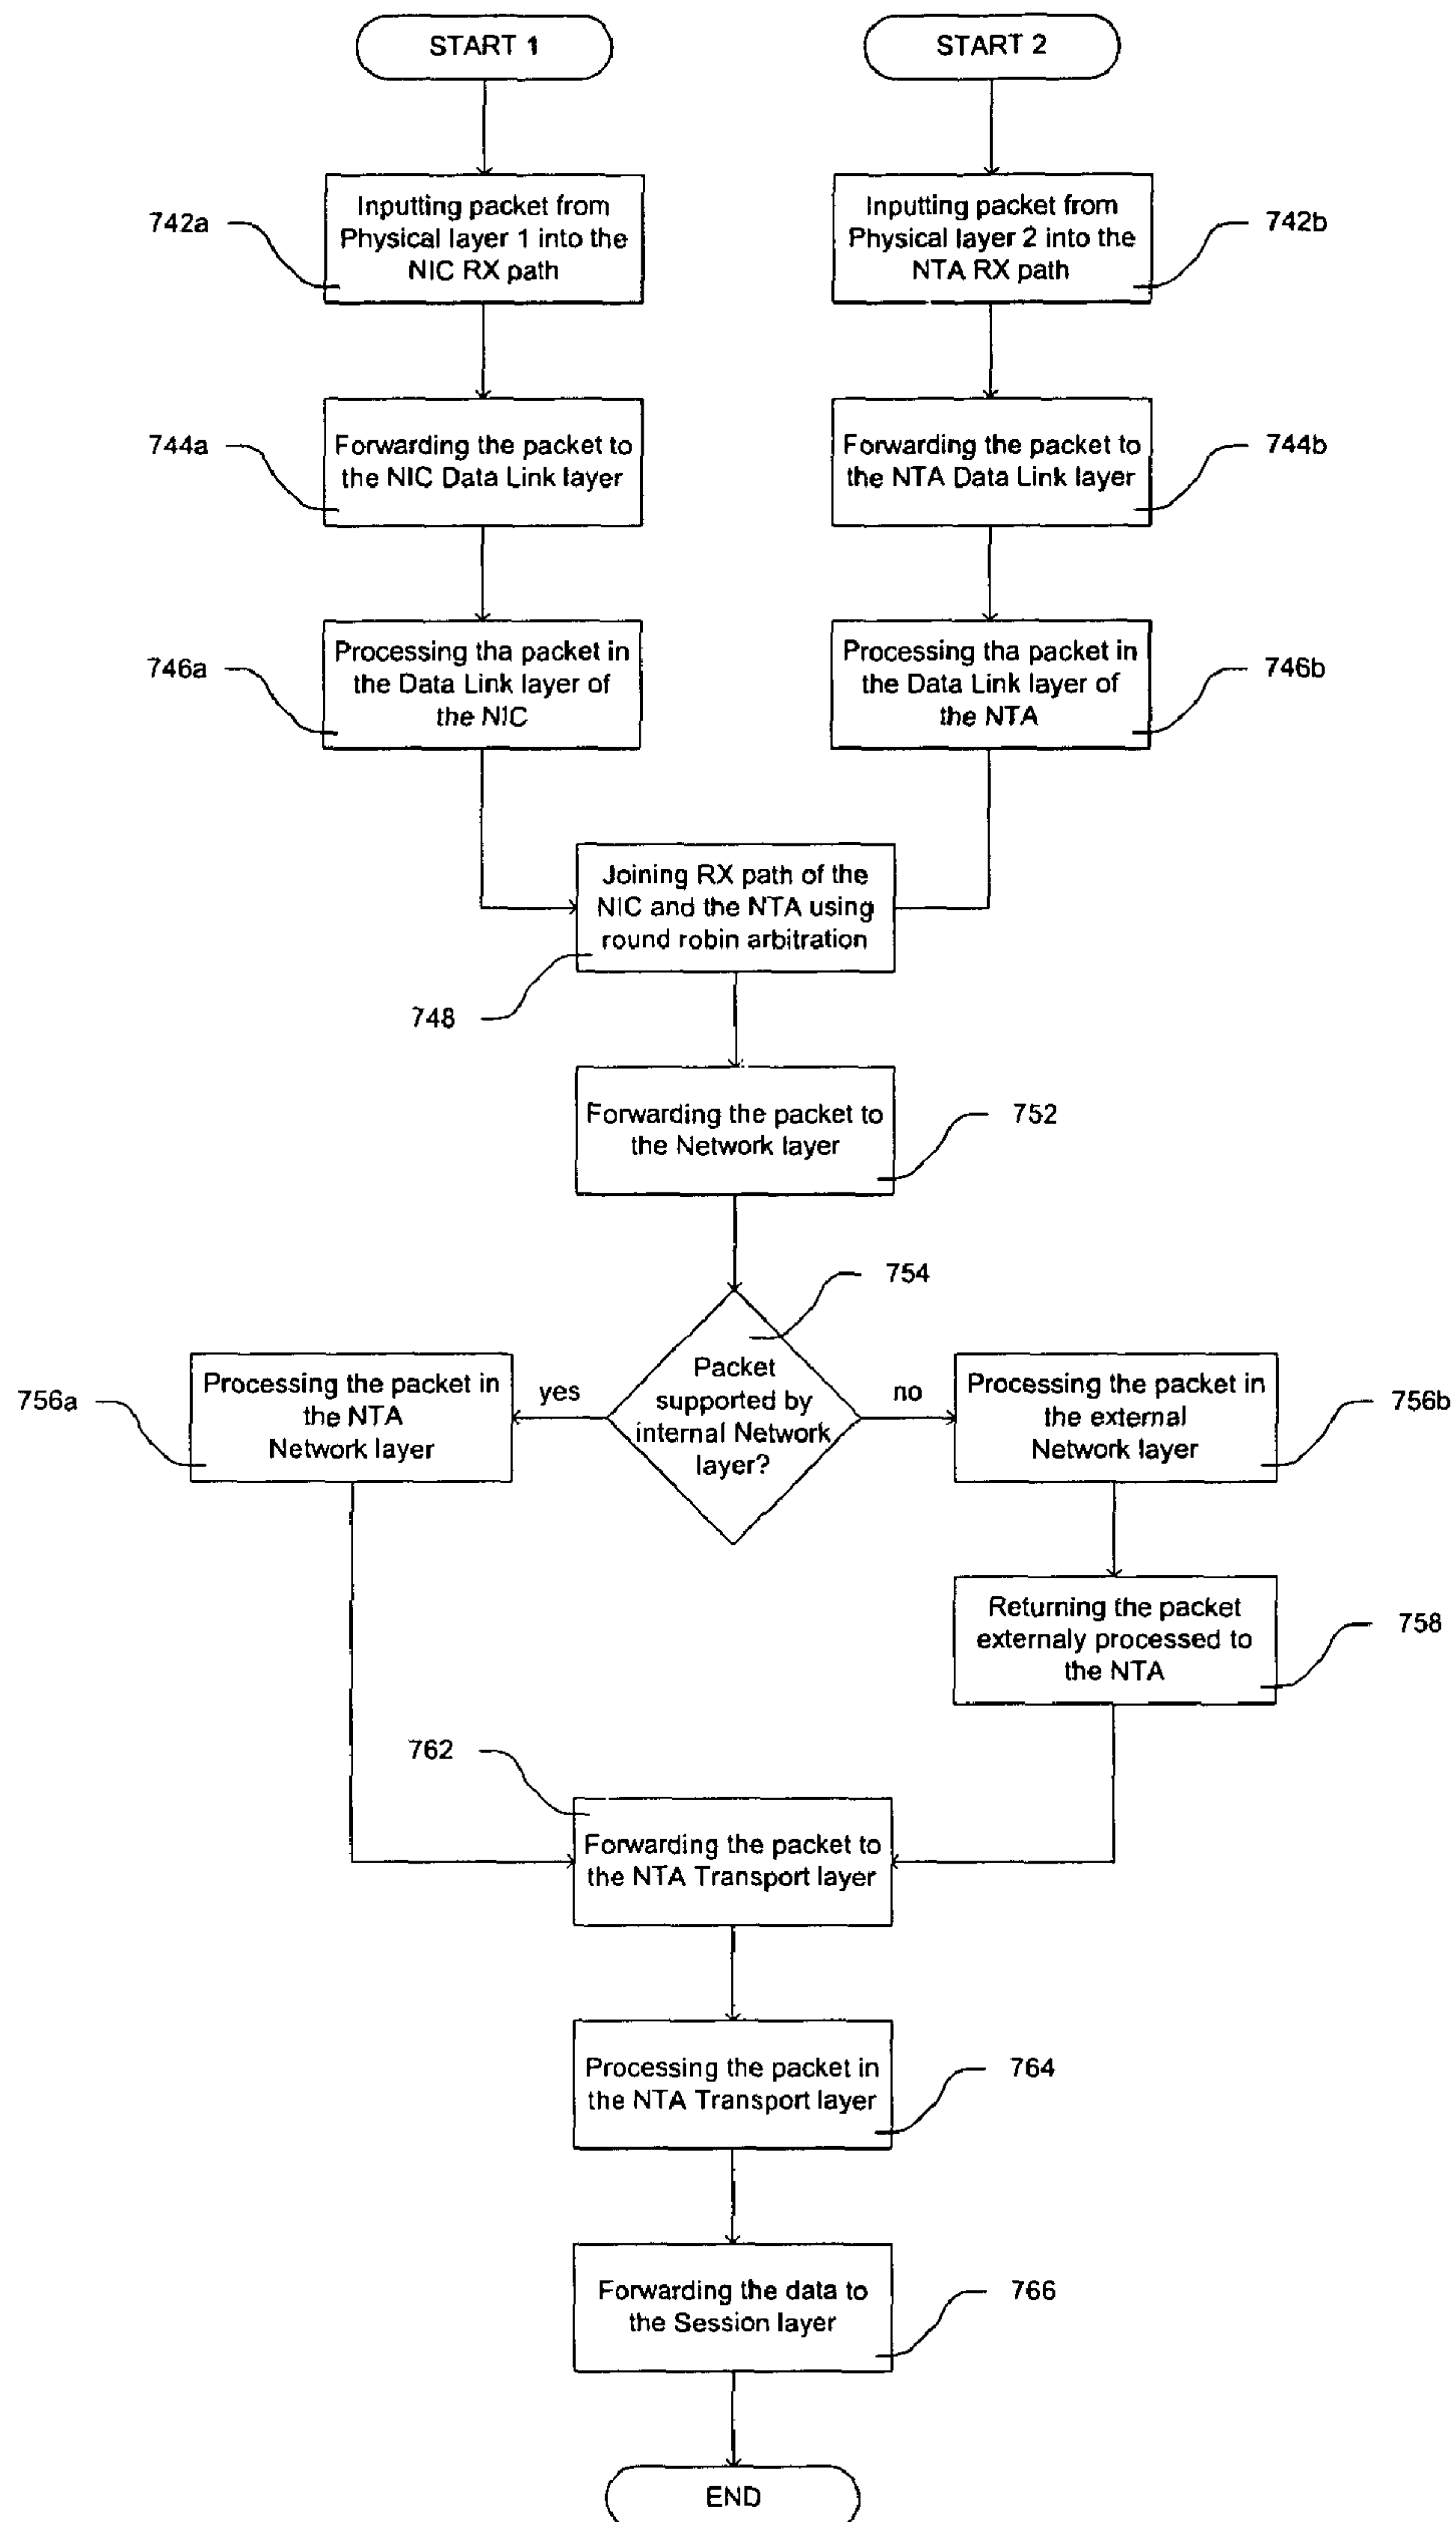 START 1
START 2
742a
Inputting packet from
Physical layer 1 into the
NIC RX path
Inputting packet from
Physical layer 2 into the
NTA RX path
742b
744a
Forwarding the packet to
the NIC Data Link layer
Forwarding the packet to
the NTA Data Link layer
744b
746a
Processing tha packet in
the Data Link layer of
the NIC
Processing tha packet in
the Data Link layer of
the NTA
746b
Joining RX path of the
NIC and the NTA using
round robin arbitration
748
Forwarding the packet to
the Network layer
752
754
756a
Processing the packet in
the NTA
Network layer
yes
Packet
supported by
internal Network
layer?
no
Processing the packet in
the external
Network layer
756b
Returning the packet
externaly processed to
the NTA
758
762
Forwarding the packet to
the NTA Transport layer
Processing the packet in
the NTA Transport layer
764
Forwarding the data to
the Session layer
766
END